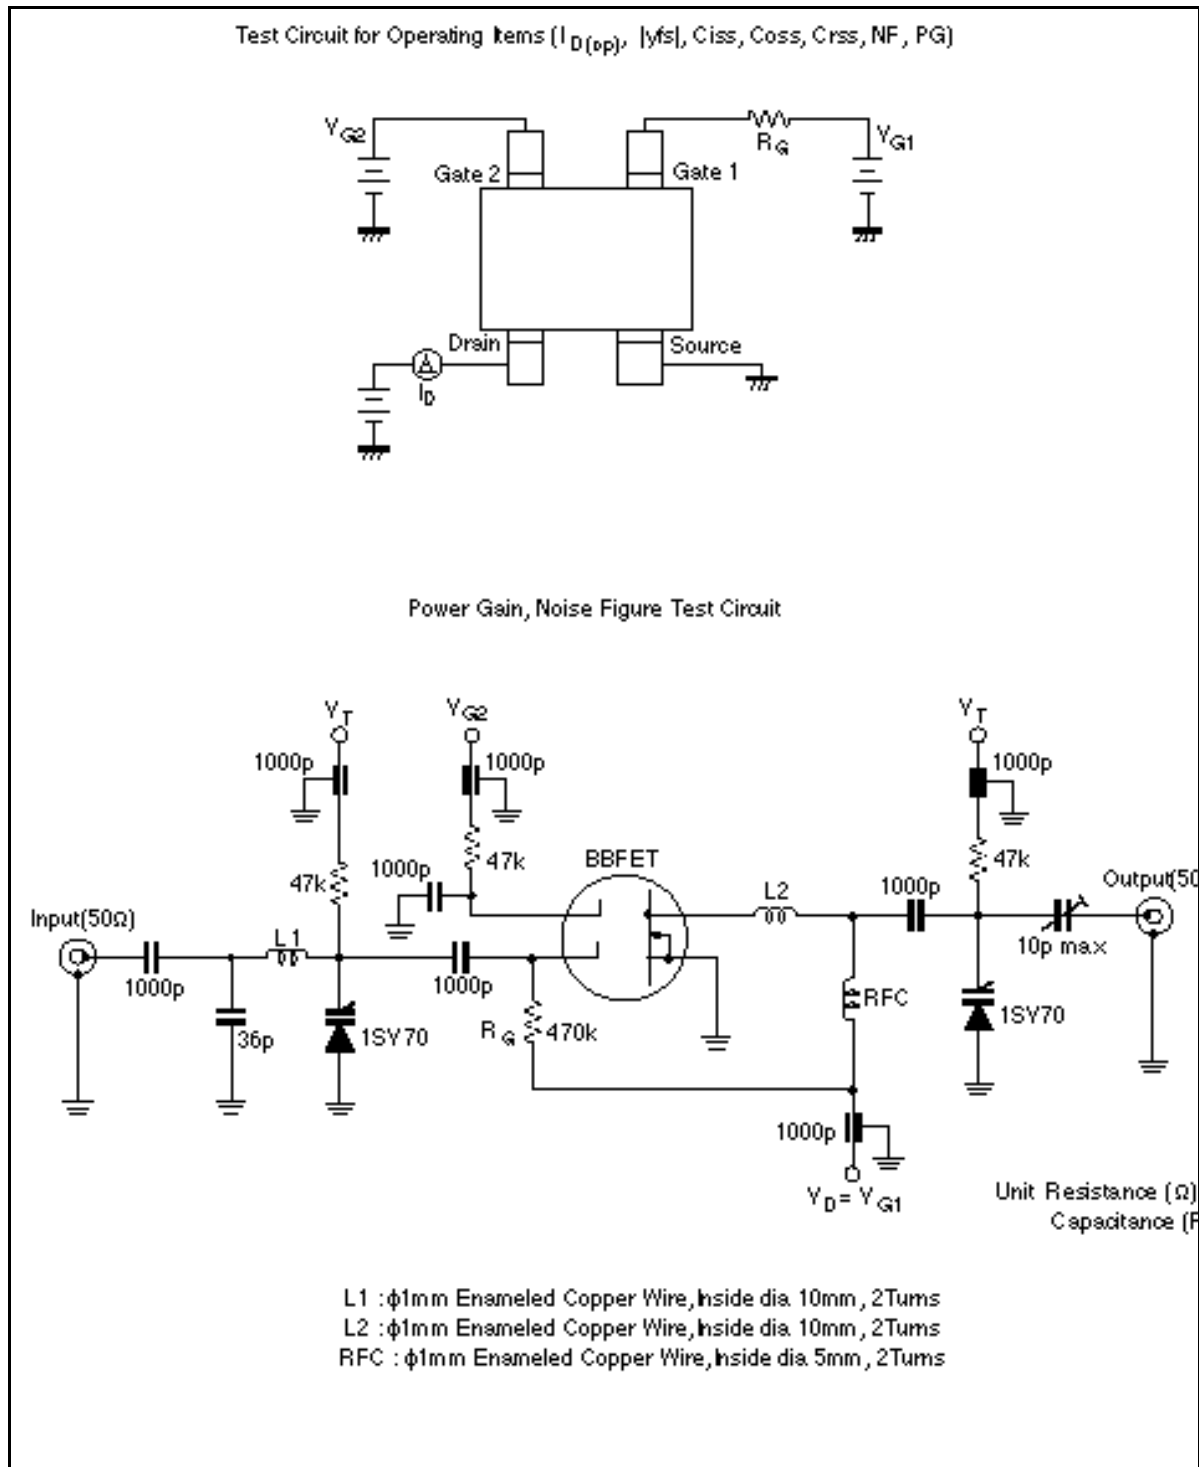 Test Circuit for Operating Items (I D(op), |yfs|, Ciss, Coss, Crss, NF, PG)
VG2
RG
VG1
Gate 2
Gate 1
Drain
Source
A
ID
Power Gain, Noise Figure Test Circuit
VT
VG2
VT
1000p
1000p
1000p
47k
BBFET
47k
1000p
47k
L2
1000p
Output(50
Input(50Ω)
L1
10p max
1000p
1000p
RFC
1SV70
36p
1SV70
RG
470k
1000p
VD = VG1
Unit Resistance (Ω)
Capacitance (F
L1 :ϕ1mm Enameled Copper Wire,Inside dia 10mm, 2Turns
L2 :ϕ1mm Enameled Copper Wire,Inside dia 10mm, 2Turns
RFC : ϕ1mm Enameled Copper Wire,Inside dia 5mm, 2Turns